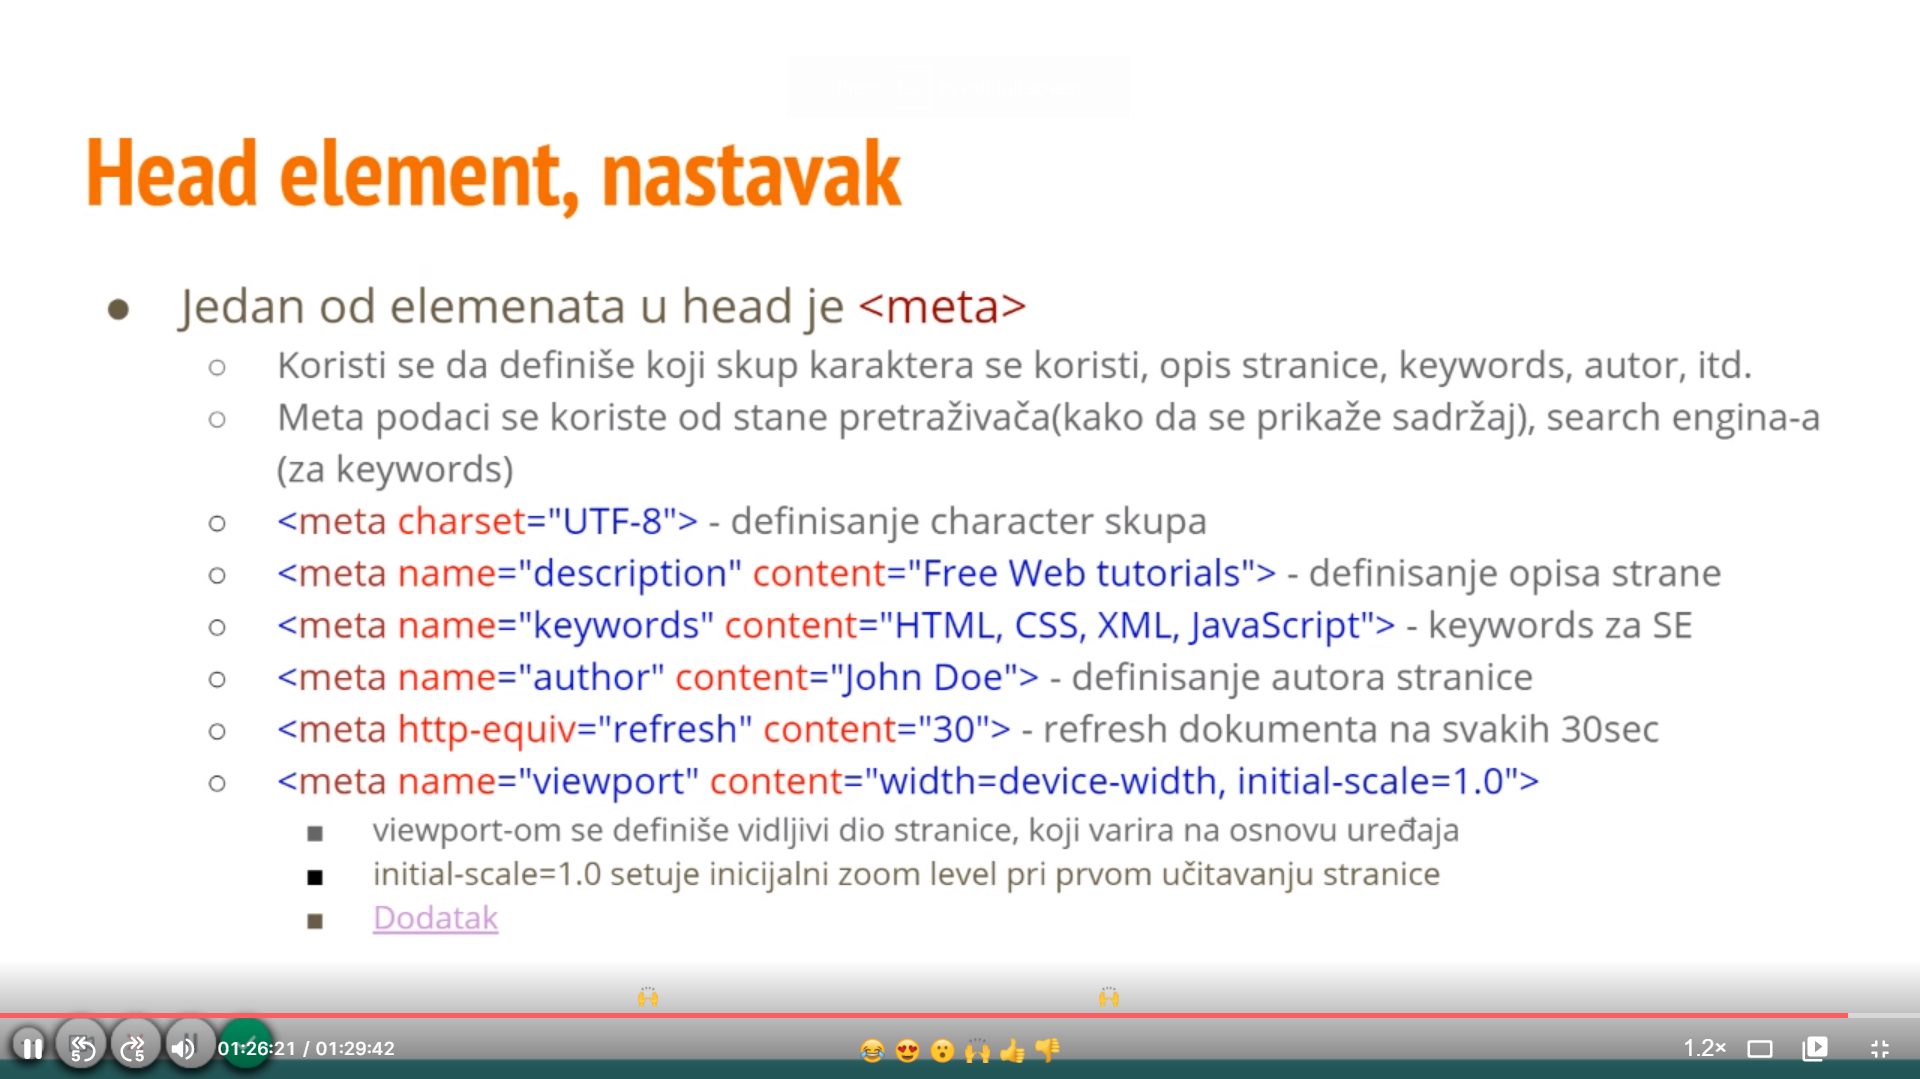 Head element, nastavak
● Jedan od elemenata u head je <meta>
○ Koristi se da definiše koji skup karaktera se koristi, opis stranice, keywords, autor, itd.
○ Meta podaci se koriste od stane pretraživača(kako da se prikaže sadržaj), search engina-a
(za keywords)
○ <meta charset="UTF-8"> - definisanje character skupa
○ <meta name="description" content="Free Web tutorials"> - definisanje opisa strane
○ <meta name="keywords" content="HTML, CSS, XML, JavaScript"> - keywords za SE
○ <meta name="author" content="John Doe"> - definisanje autora stranice
○ <meta http-equiv="refresh" content="30"> - refresh dokumenta na svakih 30sec
○ <meta name="viewport" content="width=device-width, initial-scale=1.0">
■ viewport-om se definiše vidljivi dio stranice, koji varira na osnovu uređaja
■ initial-scale=1.0 setuje inicijalni zoom level pri prvom učitavanju stranice
■ Dodatak
5 5 01:26:21 / 01:29:42 1.2×